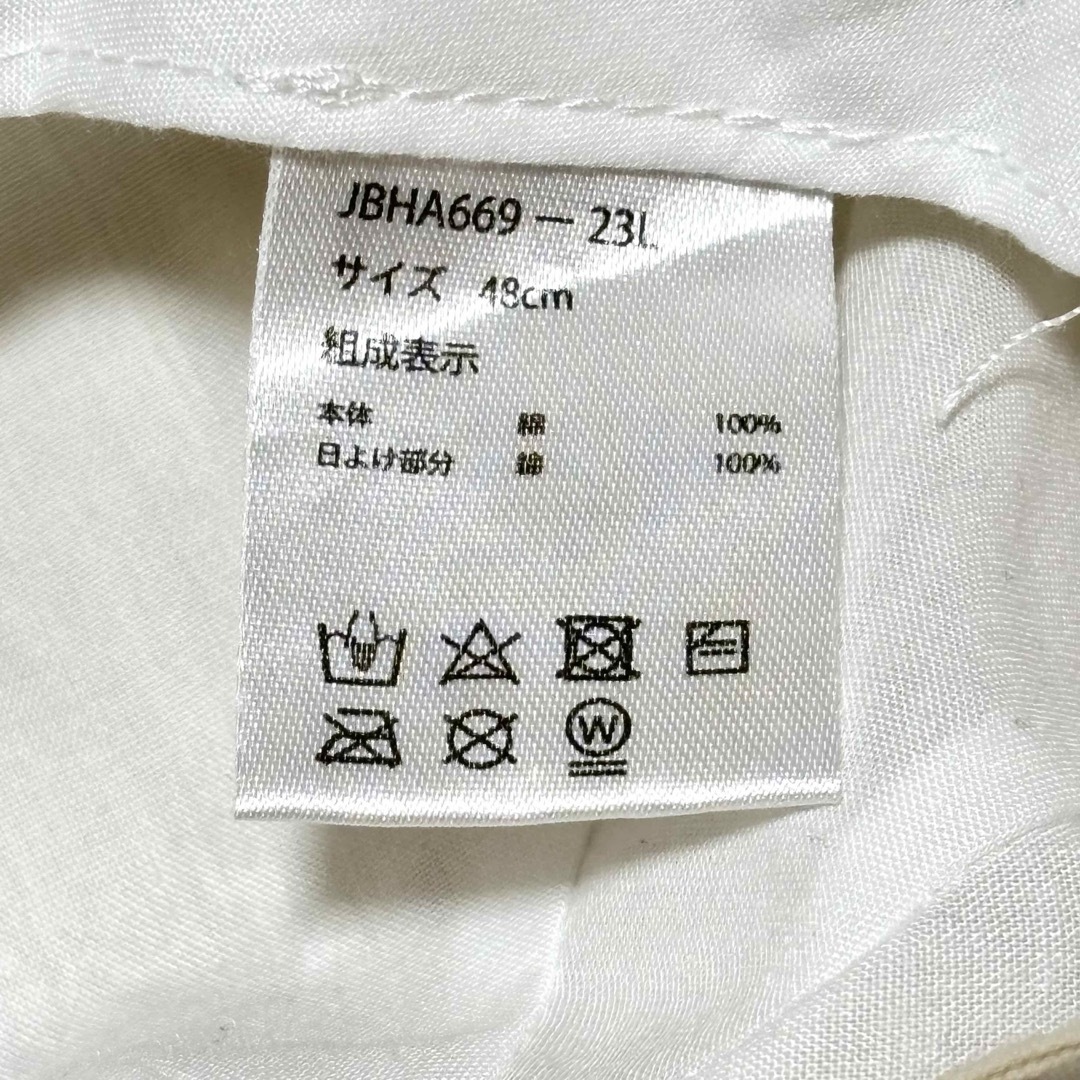 JBHA669 — 23L
サイズ 48cm
組成表示
本体 綿 100%
日よけ部分 綿 100%
W